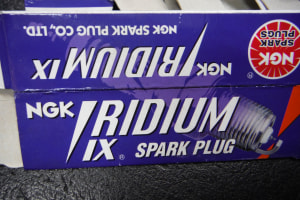 NGK SPARK PLUG CO., LTD.
NGK IRIDIUM IX
NGK
SPARK
PLUGS
NGK IRIDIUM
IX® SPARK PLUG